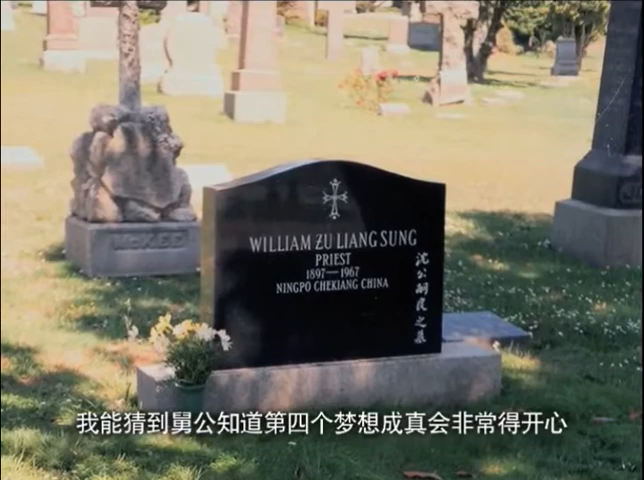 McKEE
WILLIAM ZU LIANG SUNG
PRIEST
1897—1967
NINGPO CHEKIANG CHINA
沈公嗣良之墓
我能猜到舅公知道第四个梦想成真会非常得开心